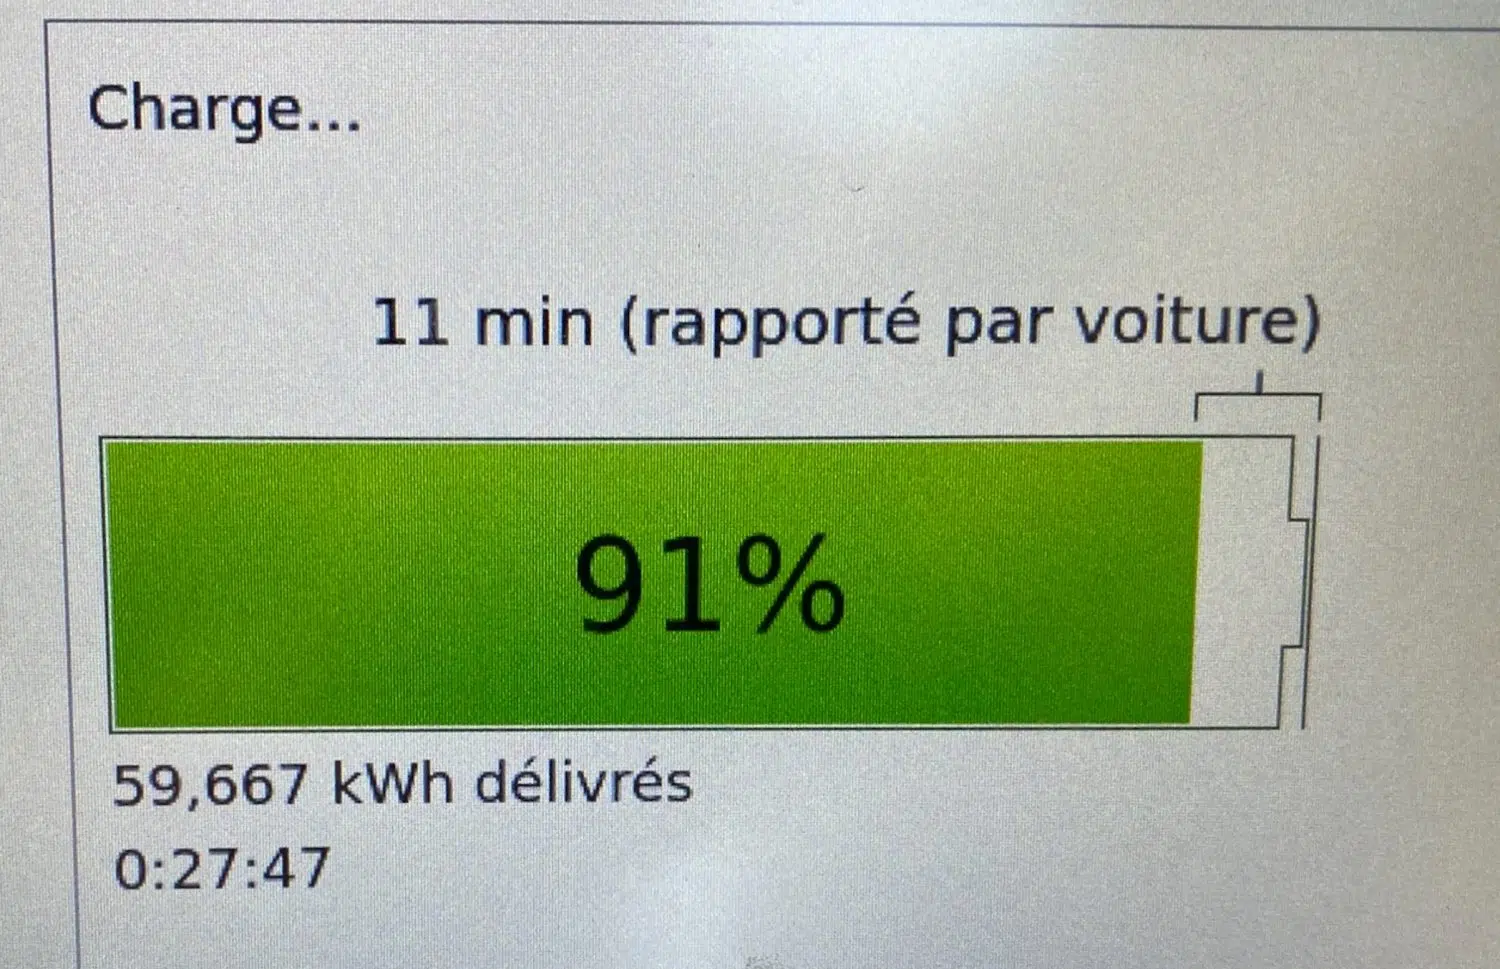 Charge...
11 min (rapporté par voiture)
91%
59,667 kWh délivrés
0:27:47